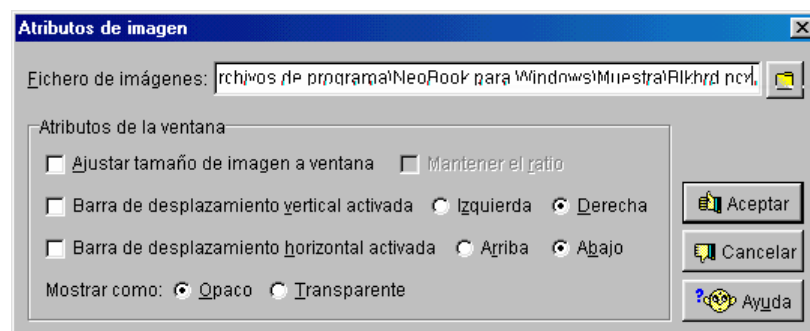 Atributos de imagen
Fichero de imágenes: rchivos de programa\NeoBook para Windows\Muestra\Blkhrd.pcx
Atributos de la ventana
Ajustar tamaño de imagen a ventana Mantener el ratio
Barra de desplazamiento vertical activada Izquierda Derecha
Aceptar
Barra de desplazamiento horizontal activada Arriba Abajo
Cancelar
Mostrar como: Opaco Transparente
Ayuda